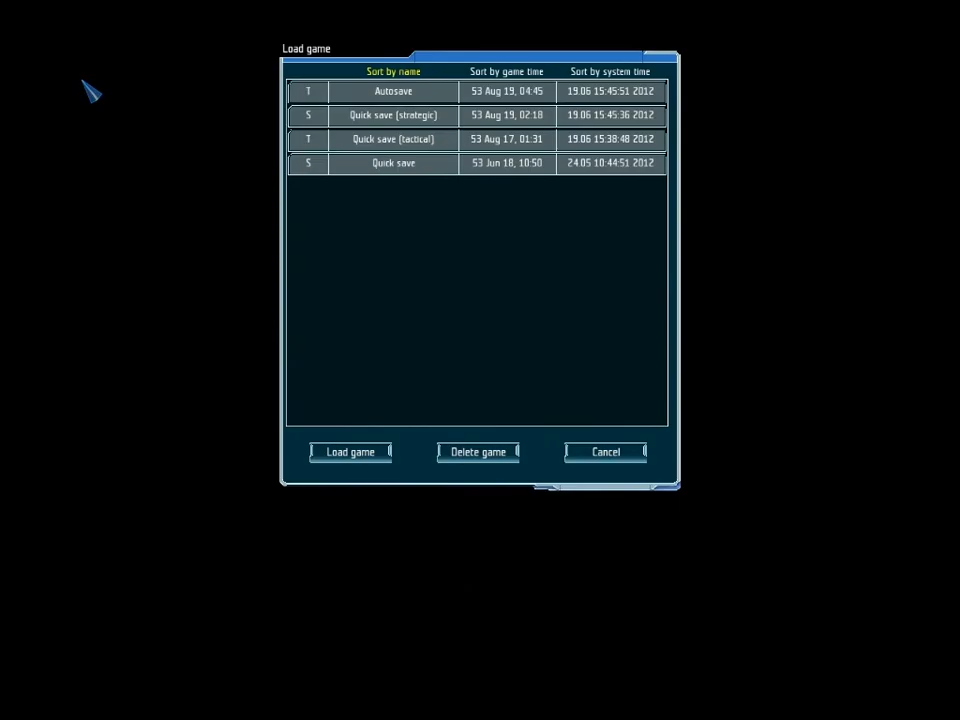 Load game
Sort by name Sort by game time Sort by system time
T Autosave 53 Aug 19, 04:45 19.06 15:45:51 2012
S Quick save (strategic) 53 Aug 19, 02:18 19.06 15:45:36 2012
T Quick save (tactical) 53 Aug 17, 01:31 19.06 15:38:48 2012
S Quick save 53 Jun 18, 10:50 24.05 10:44:51 2012
Load game Delete game Cancel